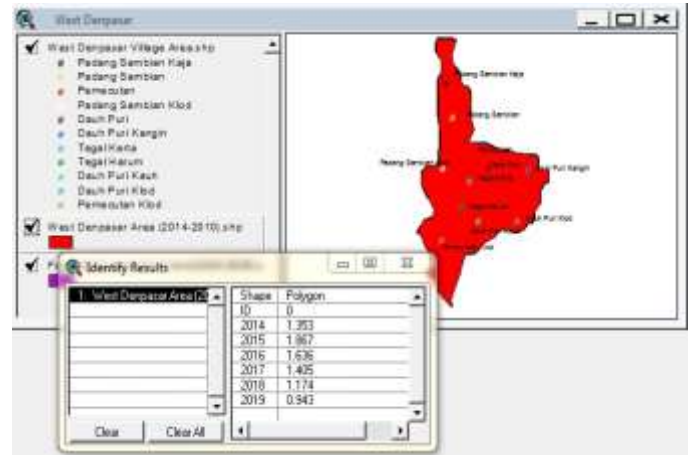 West Denpasar
West Denpasar Village Area.shp
Padang Sambian Kaja
Padang Sambian
Pemecutan
Padang Sambian Klod
Dauh Puri
Dauh Puri Kangin
Tegal Kerta
Tegal Harum
Dauh Puri Kauh
Dauh Puri Klod
Pemecutan Klod
West Denpasar Area (2014-2010).shp
Padang Sambian Kaja
Padang Sambian
Padang Sambian
Puri Kangin
Puri Klod
Identify Results
1: West Denpasar Area (20
Shape Polygon
ID 0
2014 1.353
2015 1.867
2016 1.636
2017 1.405
2018 1.174
2019 0.943
Clear
Clear All